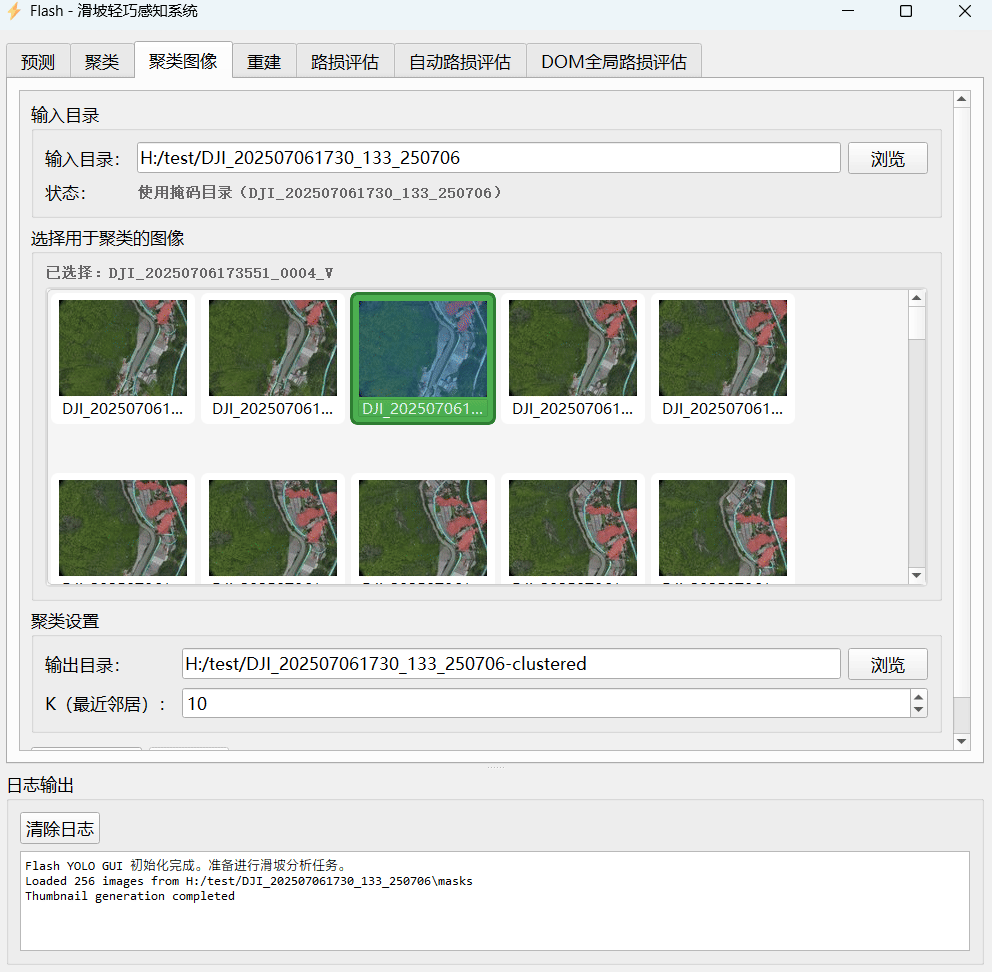 Flash - 滑坡轻巧感知系统
预测 聚类 聚类图像 重建 路损评估 自动路损评估 DOM全局路损评估
输入目录
输入目录： H:/test/DJI_202507061730_133_250706 浏览
状态： 使用掩码目录（DJI_202507061730_133_250706）
选择用于聚类的图像
已选择：DJI_20250706173551_0004_V
DJI_202507061... DJI_202507061... DJI_202507061... DJI_202507061... DJI_202507061...
聚类设置
输出目录： H:/test/DJI_202507061730_133_250706-clustered 浏览
K（最近邻居）： 10
日志输出
清除日志
Flash YOLO GUI 初始化完成。准备进行滑坡分析任务。
Loaded 256 images from H:/test/DJI_202507061730_133_250706\masks
Thumbnail generation completed